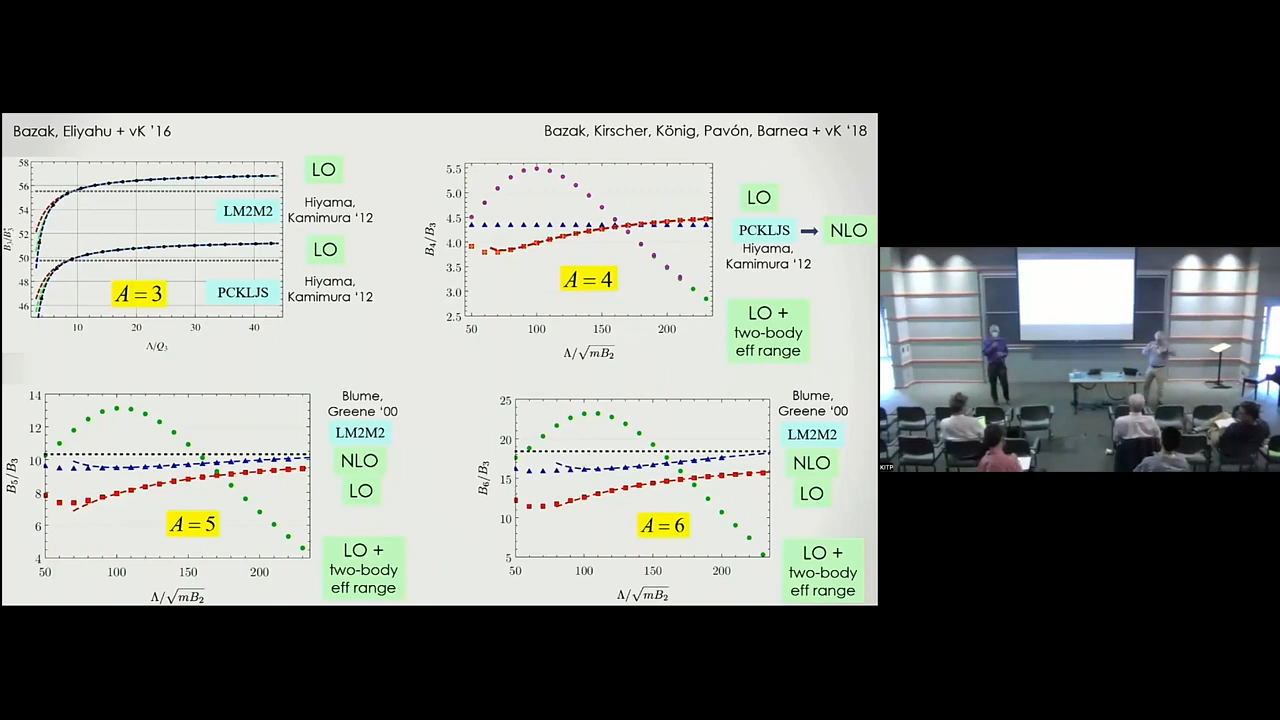 Bazak, Eliyahu + vK '16
Bazak, Kirscher, König, Pavón, Barnea + vK '18
58
56
54
52
50
48
46
10
20
30
40
Λ/Q₃
A = 3
LO
LM2M2
Hiyama,
Kamimura '12
LO
PCKLJS
Hiyama,
Kamimura '12
B₄/B₃
5.5
5.0
4.5
4.0
3.5
3.0
2.5
50
100
150
200
Λ/√mB₂
A = 4
LO
PCKLJS
NLO
Hiyama,
Kamimura '12
LO +
two-body
eff range
B₅/B₃
14
12
10
8
6
4
50
100
150
200
Λ/√mB₂
A = 5
Blume,
Greene '00
LM2M2
NLO
LO
LO +
two-body
eff range
B₆/B₃
25
20
15
10
5
50
100
150
200
Λ/√mB₂
A = 6
Blume,
Greene '00
LM2M2
NLO
LO
LO +
two-body
eff range
KITP